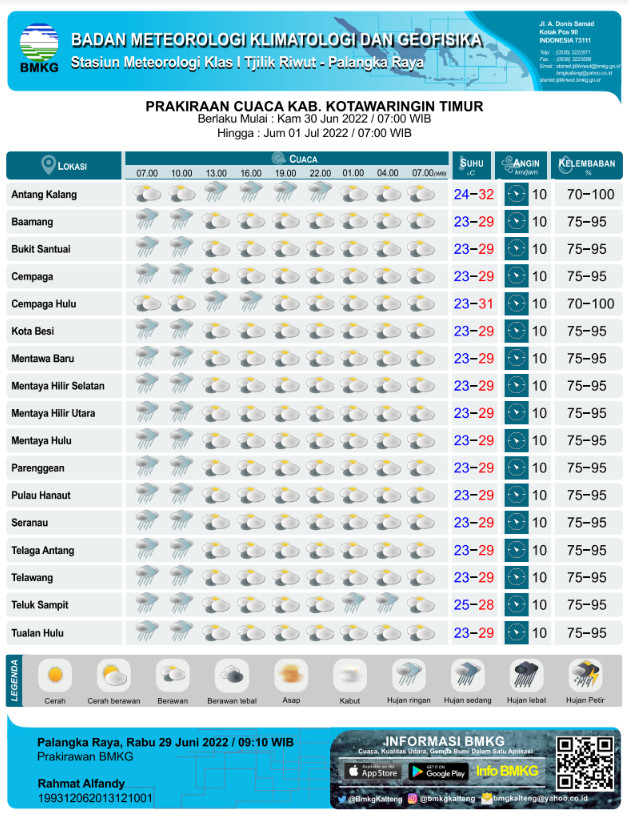 BMKG
BADAN METEOROLOGI KLIMATOLOGI DAN GEOFISIKA
Stasiun Meteorologi Klas I Tjilik Riwut - Palangka Raya
Jl. A. Donis Samad
Kotak Pos 90
INDONESIA 73111
Telp. : (0536) 3223871
Fax : (0536) 3223888
Email : stamet.tjilikriwut@bmkg.go.id
bmgkalteng@yahoo.co.id
stamet.tjilikriwut.bmkg.go.id
PRAKIRAAN CUACA KAB. KOTAWARINGIN TIMUR
Berlaku Mulai : Kam 30 Jun 2022 / 07:00 WIB
Hingga : Jum 01 Jul 2022 / 07:00 WIB
LOKASI CUACA SUHU °C ANGIN km/jam KELEMBABAN %
07.00 10.00 13.00 16.00 19.00 22.00 01.00 04.00 07.00 (WIB)
Antang Kalang 24-32 10 70-100
Baamang 23-29 10 75-95
Bukit Santuai 23-29 10 75-95
Cempaga 23-29 10 75-95
Cempaga Hulu 23-31 10 70-100
Kota Besi 23-29 10 75-95
Mentawa Baru 23-29 10 75-95
Mentaya Hilir Selatan 23-29 10 75-95
Mentaya Hilir Utara 23-29 10 75-95
Mentaya Hulu 23-29 10 75-95
Parenggean 23-29 10 75-95
Pulau Hanaut 23-29 10 75-95
Seranau 23-29 10 75-95
Telaga Antang 23-29 10 75-95
Telawang 23-29 10 75-95
Teluk Sampit 25-28 10 75-95
Tualan Hulu 23-29 10 75-95
LEGENDA
Cerah Cerah berawan Berawan Berawan tebal Asap Kabut Hujan ringan Hujan sedang Hujan lebat Hujan Petir
Palangka Raya, Rabu 29 Juni 2022 / 09:10 WIB
Prakirawan BMKG
Rahmat Alfandy
199312062013121001
INFORMASI BMKG
Cuaca, Kualitas Udara, Gempa Bumi Dalam Satu Aplikasi
Available on the App Store
GET IT ON Google Play
Info BMKG
@BmkgKalteng @bmkgkalteng bmgkalteng@yahoo.co.id